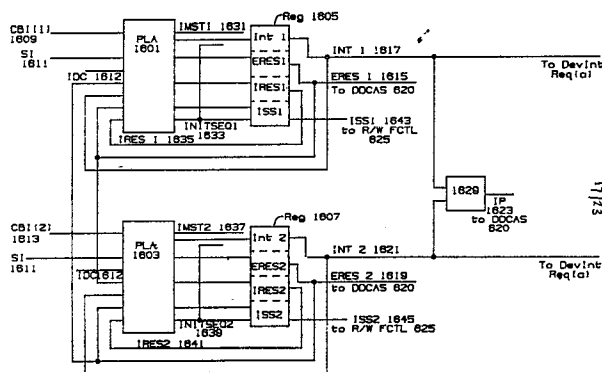 Reg 1605
CBI(1)
1609
SI
1611
IDC 1612
PLA
1601
IMST1 1631
Int 1
ERES1
IRES1
ISS1
INT 1 1617
To DevInt
Req(a)
ERES 1 1615
To DDCAS 620
ISS1 1643
to R/W FCTL
625
INITSEQ1
1633
IRES 1 1635
1629
IP
1623
to DDCAS
620
17/23
Reg 1607
CBI(2)
1613
SI
1611
IDC1612
PLA
1603
IMST2 1637
Int 2
ERES2
IRES2
ISS2
INT 2 1621
To DevInt
Req(a)
ERES 2 1619
to DDCAS 620
ISS2 1645
to R/W FCTL 625
INITSEQ2
1639
IRES2 1641